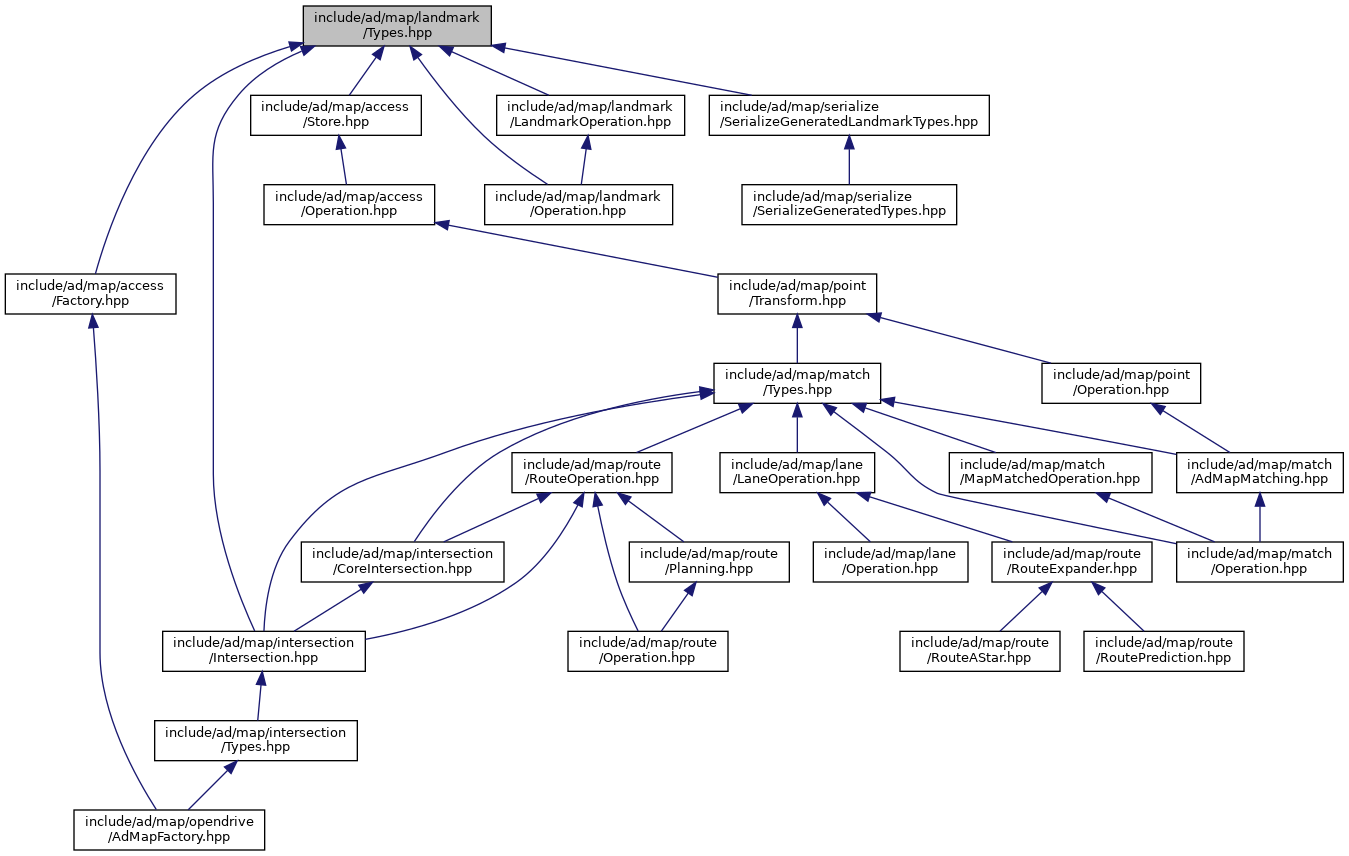 include/ad/map/landmark
/Types.hpp
include/ad/map/access
/Store.hpp
include/ad/map/landmark
/LandmarkOperation.hpp
include/ad/map/serialize
/SerializeGeneratedLandmarkTypes.hpp
include/ad/map/access
/Operation.hpp
include/ad/map/landmark
/Operation.hpp
include/ad/map/serialize
/SerializeGeneratedTypes.hpp
include/ad/map/access
/Factory.hpp
include/ad/map/point
/Transform.hpp
include/ad/map/match
/Types.hpp
include/ad/map/point
/Operation.hpp
include/ad/map/route
/RouteOperation.hpp
include/ad/map/lane
/LaneOperation.hpp
include/ad/map/match
/MapMatchedOperation.hpp
include/ad/map/match
/AdMapMatching.hpp
include/ad/map/intersection
/CoreIntersection.hpp
include/ad/map/route
/Planning.hpp
include/ad/map/lane
/Operation.hpp
include/ad/map/route
/RouteExpander.hpp
include/ad/map/match
/Operation.hpp
include/ad/map/intersection
/Intersection.hpp
include/ad/map/route
/Operation.hpp
include/ad/map/route
/RouteAStar.hpp
include/ad/map/route
/RoutePrediction.hpp
include/ad/map/intersection
/Types.hpp
include/ad/map/opendrive
/AdMapFactory.hpp